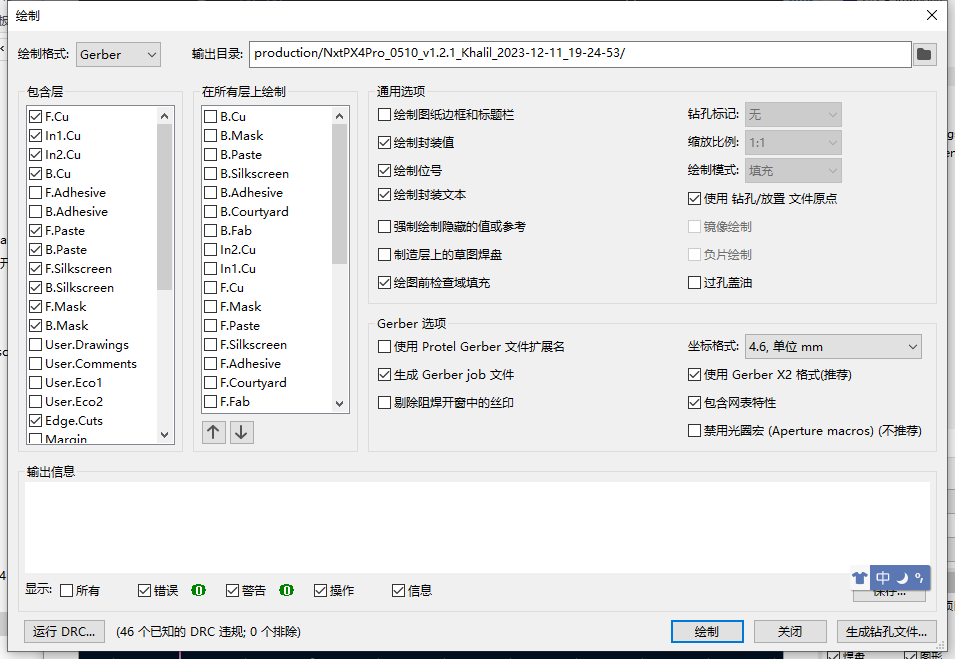 绘制
绘制格式: Gerber
输出目录: production/NxtPX4Pro_0510_v1.2.1_Khalil_2023-12-11_19-24-53/
包含层
F.Cu
In1.Cu
In2.Cu
B.Cu
F.Adhesive
B.Adhesive
F.Paste
B.Paste
F.Silkscreen
B.Silkscreen
F.Mask
B.Mask
User.Drawings
User.Comments
User.Eco1
User.Eco2
Edge.Cuts
Margin
在所有层上绘制
B.Cu
B.Mask
B.Paste
B.Silkscreen
B.Adhesive
B.Courtyard
B.Fab
In2.Cu
In1.Cu
F.Cu
F.Mask
F.Paste
F.Silkscreen
F.Adhesive
F.Courtyard
F.Fab
通用选项
绘制图纸边框和标题栏
绘制封装值
绘制位号
绘制封装文本
强制绘制隐藏的值或参考
制造层上的草图焊盘
绘图前检查域填充
钻孔标记: 无
缩放比例: 1:1
绘制模式: 填充
使用 钻孔/放置 文件原点
镜像绘制
负片绘制
过孔盖油
Gerber 选项
使用 Protel Gerber 文件扩展名
生成 Gerber job 文件
剔除阻焊开窗中的丝印
坐标格式: 4.6, 单位 mm
使用 Gerber X2 格式(推荐)
包含网表特性
禁用光圈宏 (Aperture macros) (不推荐)
输出信息
显示: 所有 错误 0 警告 0 操作 信息
中
保存...
运行 DRC... (46 个已知的 DRC 违规; 0 个排除) 绘制 关闭 生成钻孔文件...
焊盘 图形